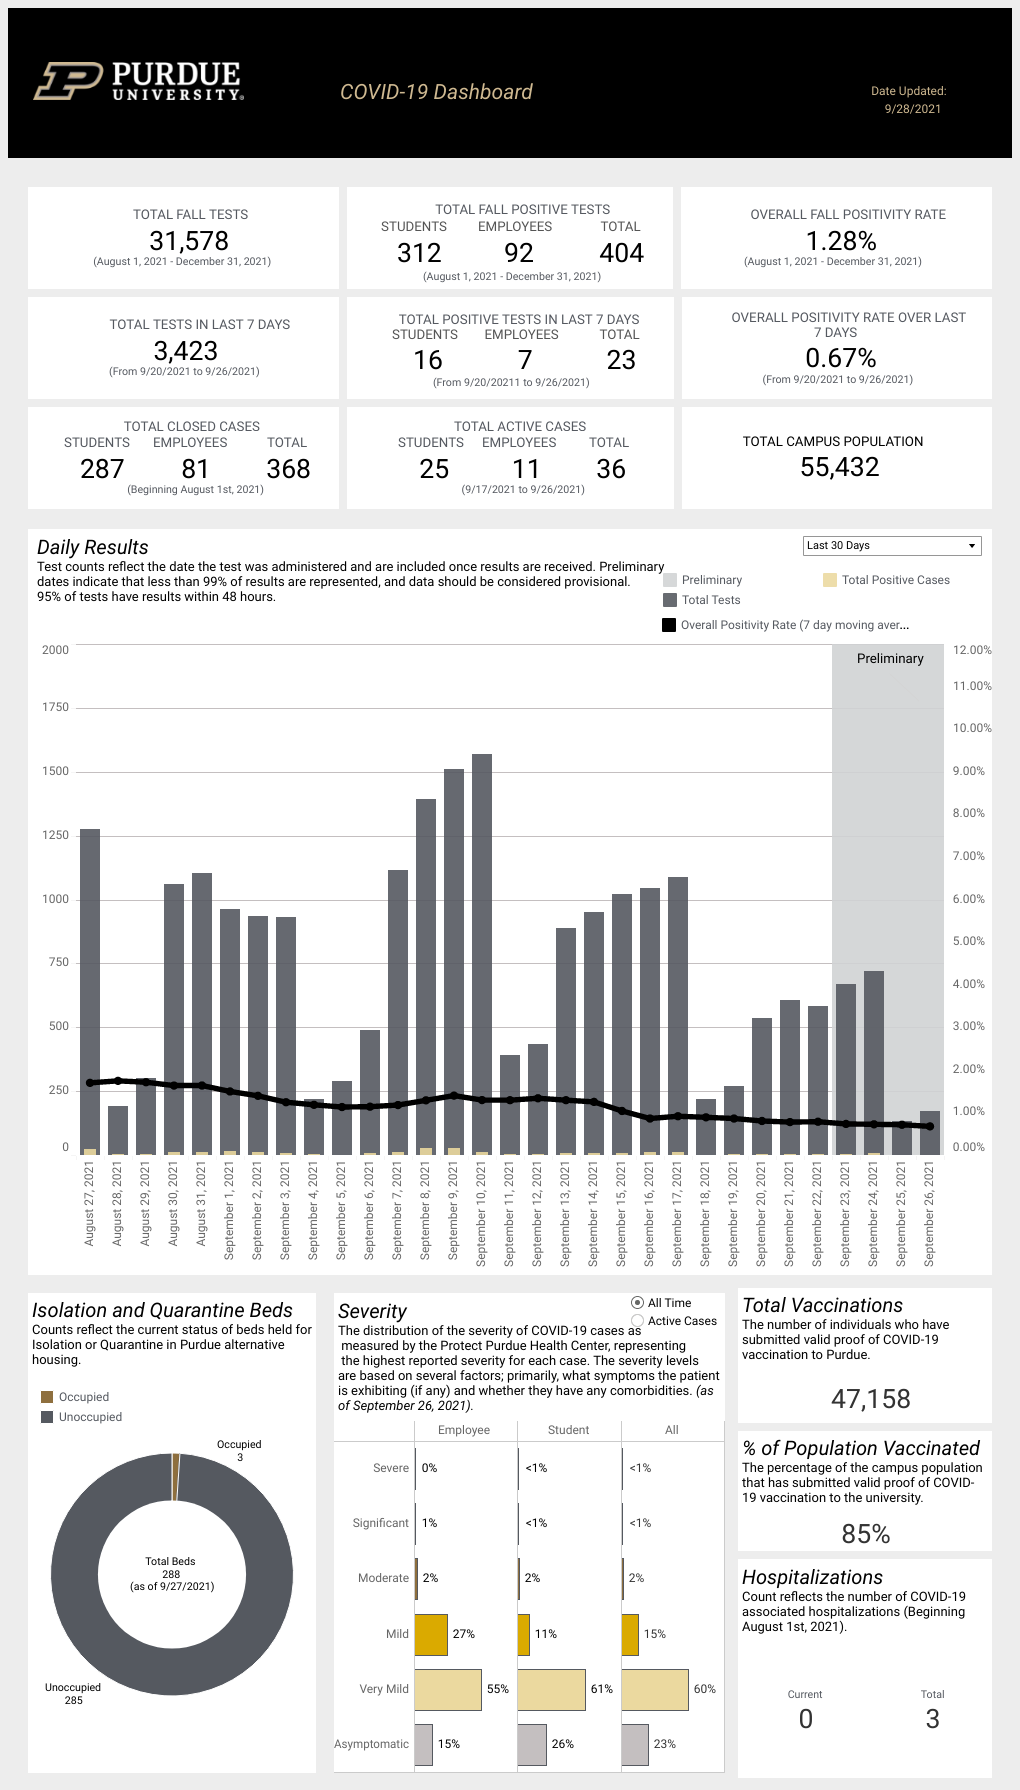 PURDUE
UNIVERSITY®
COVID-19 Dashboard
Date Updated:
9/28/2021
TOTAL FALL TESTS
31,578
(August 1, 2021 - December 31, 2021)
TOTAL FALL POSITIVE TESTS
STUDENTS EMPLOYEES TOTAL
312 92 404
(August 1, 2021 - December 31, 2021)
OVERALL FALL POSITIVITY RATE
1.28%
(August 1, 2021 - December 31, 2021)
TOTAL TESTS IN LAST 7 DAYS
3,423
(From 9/20/2021 to 9/26/2021)
TOTAL POSITIVE TESTS IN LAST 7 DAYS
STUDENTS EMPLOYEES TOTAL
16 7 23
(From 9/20/20211 to 9/26/2021)
OVERALL POSITIVITY RATE OVER LAST
7 DAYS
0.67%
(From 9/20/2021 to 9/26/2021)
TOTAL CLOSED CASES
STUDENTS EMPLOYEES TOTAL
287 81 368
(Beginning August 1st, 2021)
TOTAL ACTIVE CASES
STUDENTS EMPLOYEES TOTAL
25 11 36
(9/17/2021 to 9/26/2021)
TOTAL CAMPUS POPULATION
55,432
Daily Results
Test counts reflect the date the test was administered and are included once results are received. Preliminary
dates indicate that less than 99% of results are represented, and data should be considered provisional.
95% of tests have results within 48 hours.
Last 30 Days
Preliminary Total Positive Cases
Total Tests
Overall Positivity Rate (7 day moving aver...
Preliminary
2000
1750
1500
1250
1000
750
500
250
0
12.00%
11.00%
10.00%
9.00%
8.00%
7.00%
6.00%
5.00%
4.00%
3.00%
2.00%
1.00%
0.00%
August 27, 2021
August 28, 2021
August 29, 2021
August 30, 2021
August 31, 2021
September 1, 2021
September 2, 2021
September 3, 2021
September 4, 2021
September 5, 2021
September 6, 2021
September 7, 2021
September 8, 2021
September 9, 2021
September 10, 2021
September 11, 2021
September 12, 2021
September 13, 2021
September 14, 2021
September 15, 2021
September 16, 2021
September 17, 2021
September 18, 2021
September 19, 2021
September 20, 2021
September 21, 2021
September 22, 2021
September 23, 2021
September 24, 2021
September 25, 2021
September 26, 2021
Isolation and Quarantine Beds
Counts reflect the current status of beds held for
Isolation or Quarantine in Purdue alternative
housing.
Occupied
Unoccupied
Occupied
3
Total Beds
288
(as of 9/27/2021)
Unoccupied
285
Severity
All Time
Active Cases
The distribution of the severity of COVID-19 cases as
measured by the Protect Purdue Health Center, representing
the highest reported severity for each case. The severity levels
are based on several factors; primarily, what symptoms the patient
is exhibiting (if any) and whether they have any comorbidities. (as
of September 26, 2021).
Employee Student All
Severe 0% <1% <1%
Significant 1% <1% <1%
Moderate 2% 2% 2%
Mild 27% 11% 15%
Very Mild 55% 61% 60%
Asymptomatic 15% 26% 23%
Total Vaccinations
The number of individuals who have
submitted valid proof of COVID-19
vaccination to Purdue.
47,158
% of Population Vaccinated
The percentage of the campus population
that has submitted valid proof of COVID-
19 vaccination to the university.
85%
Hospitalizations
Count reflects the number of COVID-19
associated hospitalizations (Beginning
August 1st, 2021).
Current Total
0 3